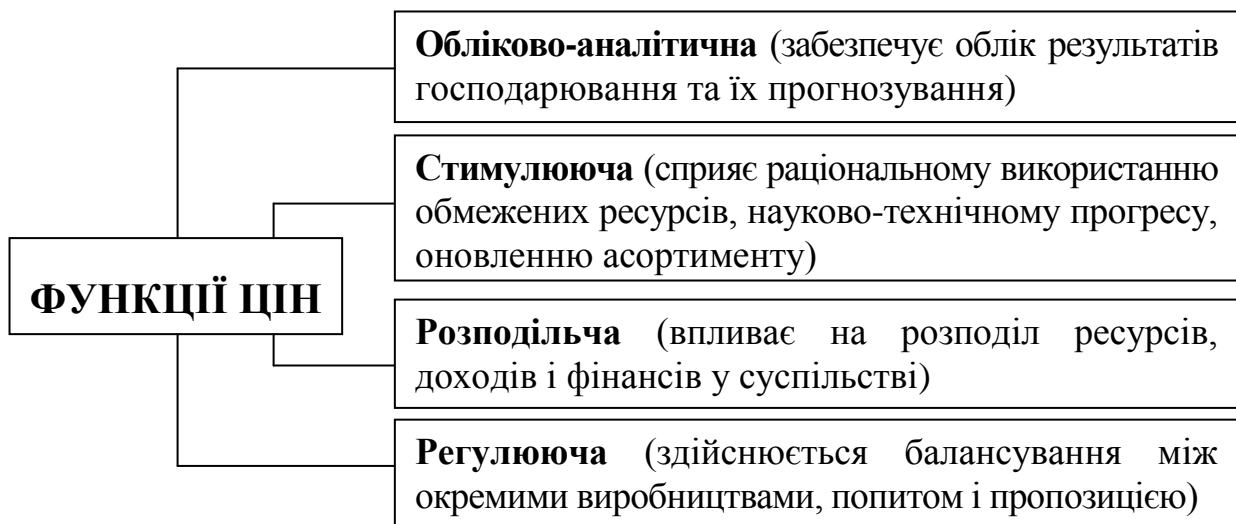 ФУНКЦІЇ ЦІН
Обліково-аналітична (забезпечує облік результатів
господарювання та їх прогнозування)
Стимулююча (сприяє раціональному використанню
обмежених ресурсів, науково-технічному прогресу,
оновленню асортименту)
Розподільча (впливає на розподіл ресурсів,
доходів і фінансів у суспільстві)
Регулююча (здійснюється балансування між
окремими виробництвами, попитом і пропозицією)